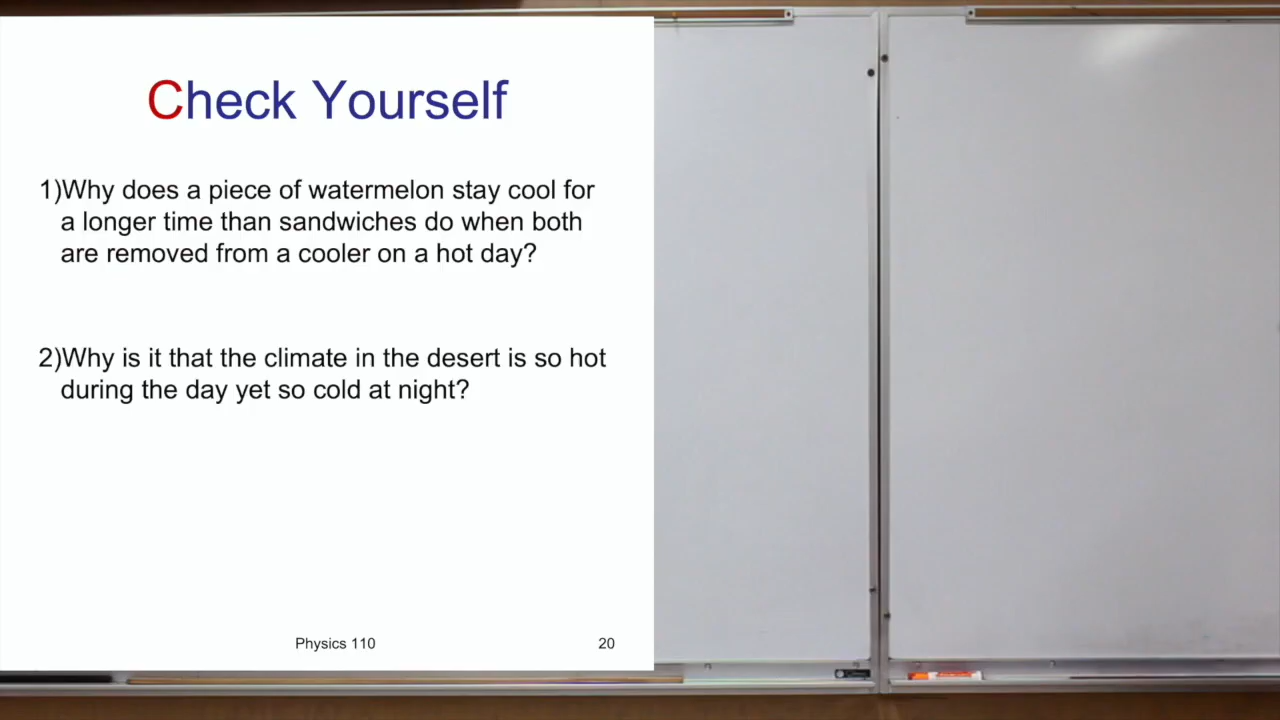 Check Yourself
1)Why does a piece of watermelon stay cool for
a longer time than sandwiches do when both
are removed from a cooler on a hot day?
2)Why is it that the climate in the desert is so hot
during the day yet so cold at night?
Physics 110
20